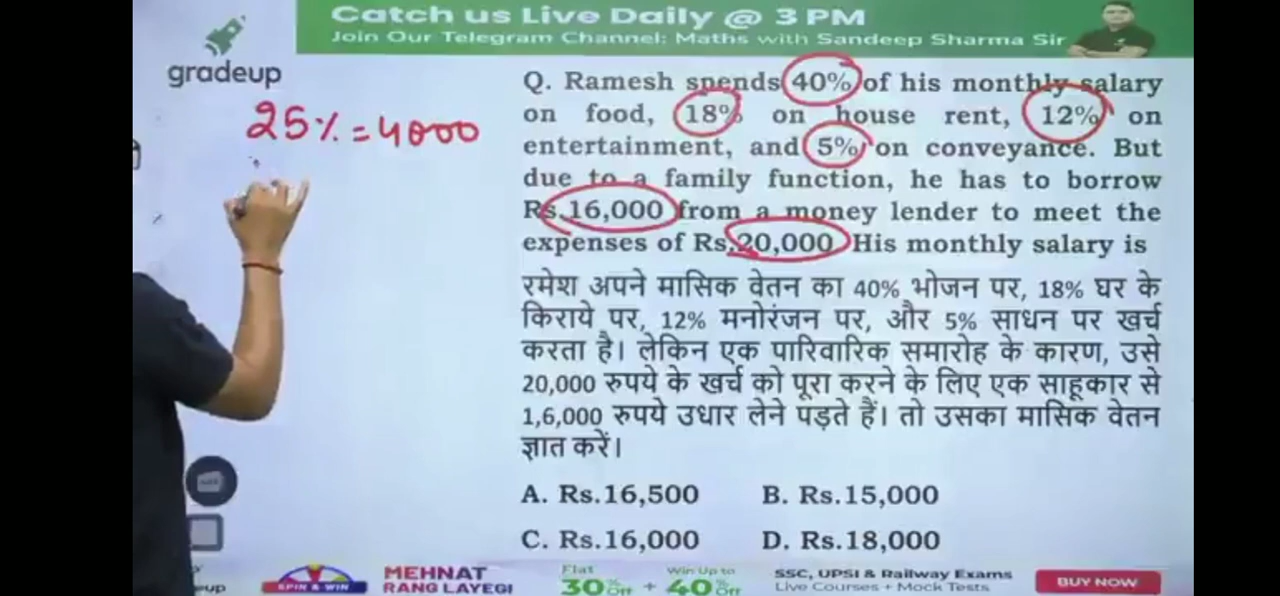 Catch us Live Daily @ 3 PM
Join Our Telegram Channel: Maths with Sandeep Sharma Sir
gradeup
25% = 4000
Q. Ramesh spends 40% of his monthly salary
on food, 18% on house rent, 12% on
entertainment, and 5% on conveyance. But
due to a family function, he has to borrow
Rs.16,000 from a money lender to meet the
expenses of Rs.20,000 His monthly salary is
रमेश अपने मासिक वेतन का 40% भोजन पर, 18% घर के
किराये पर, 12% मनोरंजन पर, और 5% साधन पर खर्च
करता है। लेकिन एक पारिवारिक समारोह के कारण, उसे
20,000 रुपये के खर्च को पूरा करने के लिए एक साहूकार से
1,6,000 रुपये उधार लेने पड़ते हैं। तो उसका मासिक वेतन
ज्ञात करें।
A. Rs.16,500 B. Rs.15,000
C. Rs.16,000 D. Rs.18,000
SPIN & WIN
MEHNAT
RANG LAYEGI
Flat
30% Off + Win Up to 40% Off
SSC, UPSI & Railway Exams
Live Courses + Mock Tests
BUY NOW